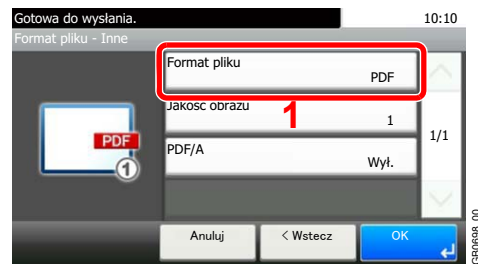 Gotowa do wysłania. 10:10
Format pliku - Inne
Format pliku
PDF
Jakość obrazu
1
1
1/1
PDF
1
PDF/A
Wył.
Anuluj < Wstecz OK
GB0698_00